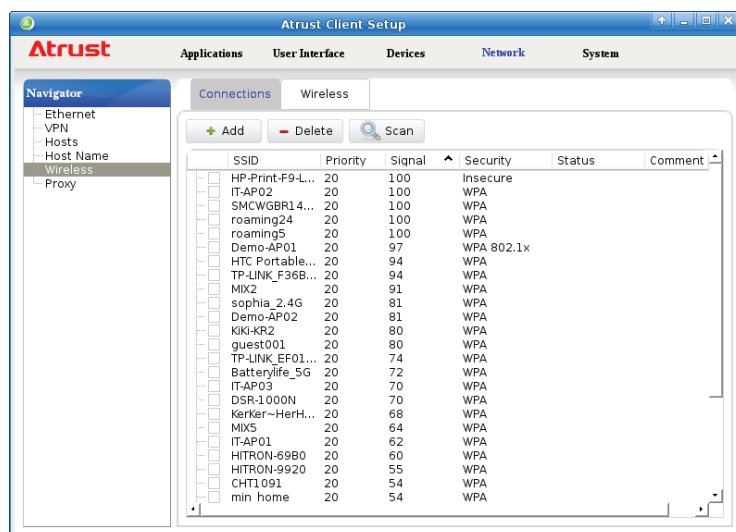 Atrust Client Setup
Atrust
Applications User Interface Devices Network System
Navigator
Ethernet
VPN
Hosts
Host Name
Wireless
Proxy
Connections Wireless
+ Add − Delete Scan
SSID Priority Signal Security Status Comment
HP-Print-F9-L... 20 100 Insecure
IT-AP02 20 100 WPA
SMCWGBR14... 20 100 WPA
roaming24 20 100 WPA
roaming5 20 100 WPA
Demo-AP01 20 97 WPA 802.1x
HTC Portable... 20 94 WPA
TP-LINK_F36B... 20 94 WPA
MIX2 20 91 WPA
sophia_2.4G 20 81 WPA
Demo-AP02 20 81 WPA
KiKi-KR2 20 80 WPA
guest001 20 80 WPA
TP-LINK_EF01... 20 74 WPA
Batterylife_5G 20 72 WPA
IT-AP03 20 70 WPA
DSR-1000N 20 70 WPA
KerKer~HerH... 20 68 WPA
MIX5 20 64 WPA
IT-AP01 20 62 WPA
HITRON-69B0 20 60 WPA
HITRON-9920 20 55 WPA
CHT1091 20 54 WPA
min home 20 54 WPA